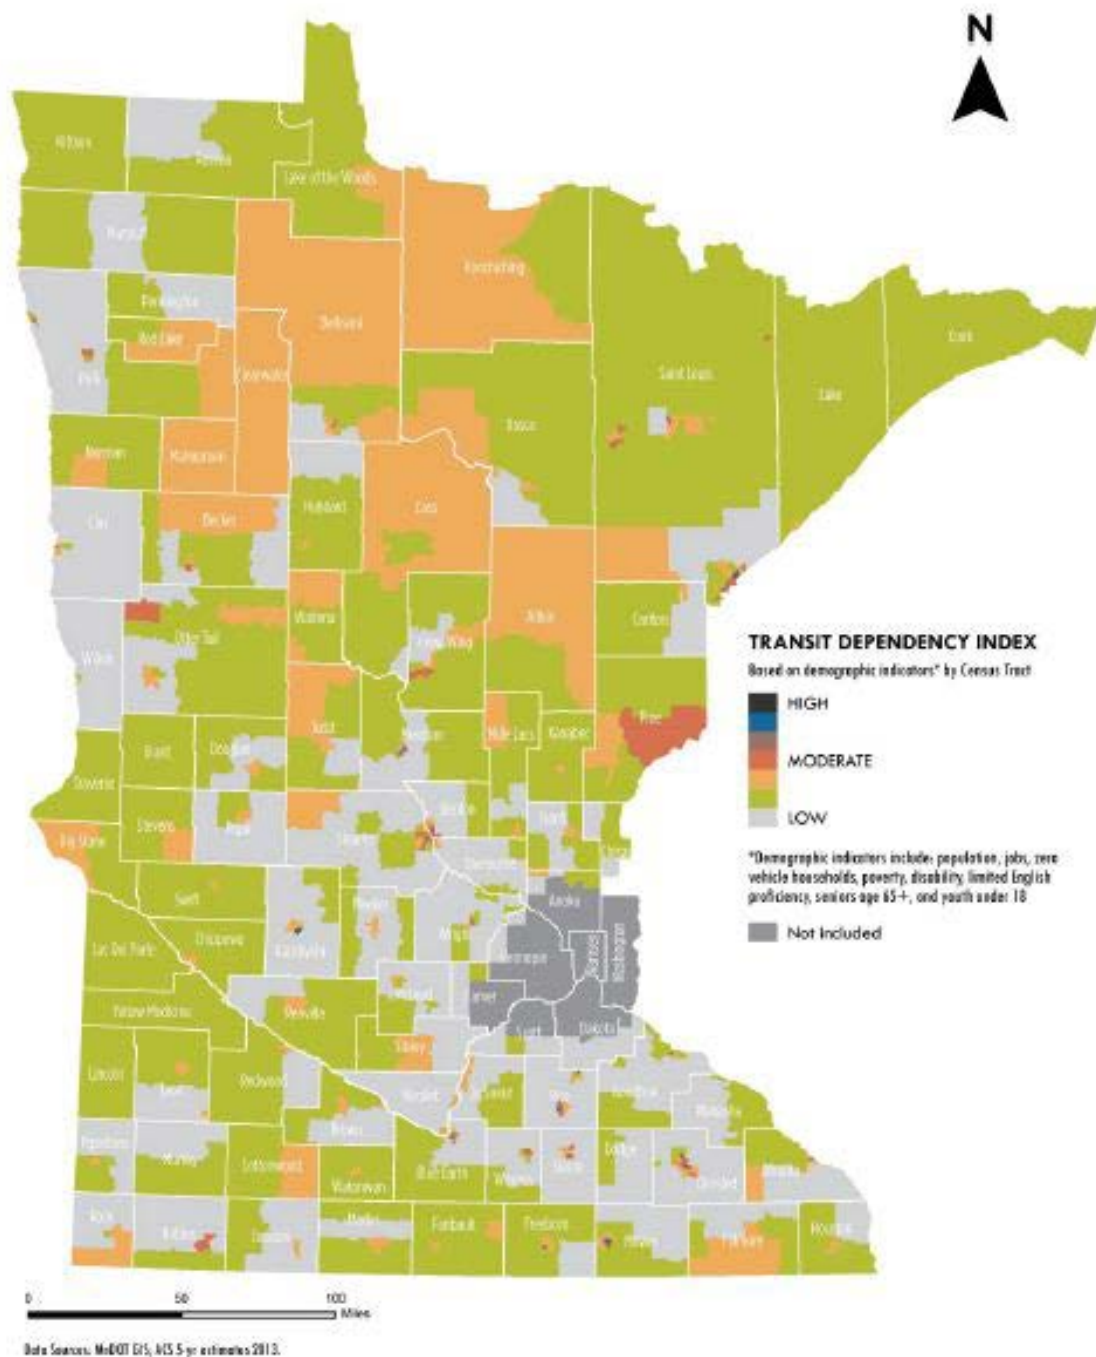 N
Kittson
Roseau
Lake of the Woods
Marshall
Koochiching
Pennington
Beltrami
Red Lake
Clearwater
Polk
Saint Louis
Cook
Lake
Itasca
Norman
Mahnomen
Clay
Becker
Hubbard
Cass
Wadena
Aitkin
Carlton
Otter Tail
Wilkin
Crow Wing
TRANSIT DEPENDENCY INDEX
Based on demographic indicators* by Census Tract
HIGH
MODERATE
LOW
Pine
Todd
Mille Lacs
Kanabec
Morrison
Grant
Douglas
Traverse
Stevens
Pope
Stearns
Benton
Isanti
Big Stone
Sherburne
Chisago
*Demographic indicators include: population, jobs, zero
vehicle households, poverty, disability, limited English
proficiency, seniors age 65+, and youth under 18
Not included
Swift
Kandiyohi
Meeker
Wright
Anoka
Hennepin
Ramsey
Washington
Lac Qui Parle
Chippewa
Carver
Yellow Medicine
Renville
Scott
Dakota
Sibley
Lincoln
Lyon
Redwood
Nicollet
Le Sueur
Rice
Goodhue
Wabasha
Brown
Pipestone
Murray
Cottonwood
Watonwan
Blue Earth
Waseca
Steele
Dodge
Olmsted
Winona
Rock
Nobles
Jackson
Martin
Faribault
Freeborn
Mower
Fillmore
Houston
0 50 100
Miles
Data Sources: MnDOT GIS, ACS 5-yr estimates 2013.